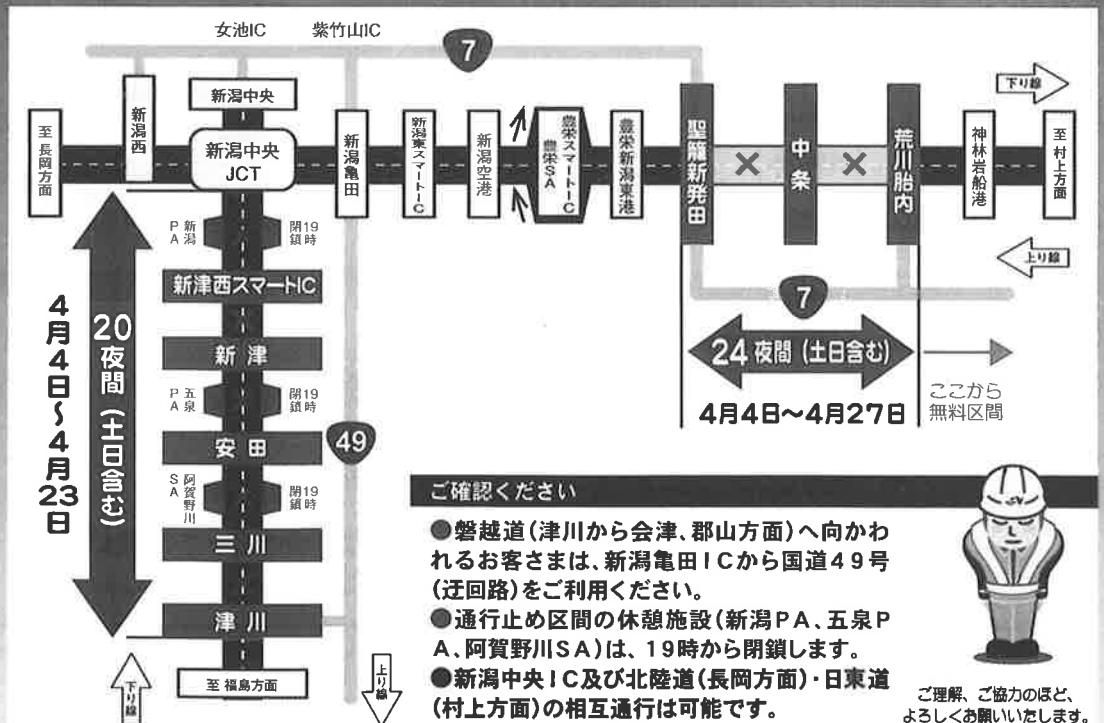 女池IC
紫竹山IC
7
至 長岡方面
新潟西
新潟中央
新潟中央
JCT
新潟亀田
新潟東スマートIC
新潟空港
豊栄スマートIC
豊栄SA
豊栄新潟東港
聖籠新発田
中条
荒川胎内
神林岩船港
至 村上方面
下り線
上り線
新潟PA
19時閉鎖
新津西スマートIC
新津
五泉PA
19時閉鎖
安田
阿賀野川SA
19時閉鎖
三川
津川
至 福島方面
下り線
上り線
49
4月4日〜4月23日
20夜間(土日含む)
7
24夜間(土日含む)
4月4日〜4月27日
ここから
無料区間
ご確認ください
●磐越道(津川から会津、郡山方面)へ向かわ
れるお客さまは、新潟亀田ICから国道49号
(迂回路)をご利用ください。
●通行止め区間の休憩施設(新潟PA、五泉P
A、阿賀野川SA)は、19時から閉鎖します。
●新潟中央IC及び北陸道(長岡方面)・日東道
(村上方面)の相互通行は可能です。
ご理解、ご協力のほど、
よろしくお願いいたします。